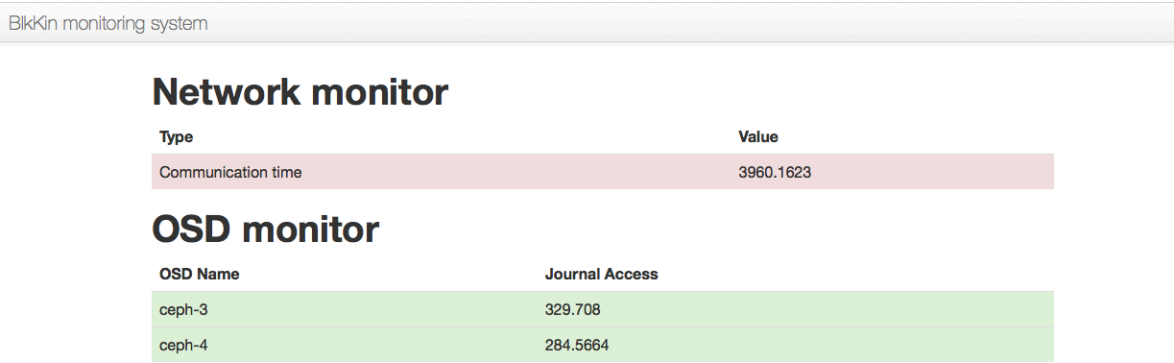 BlkKin monitoring system
Network monitor
Type Value
Communication time 3960.1623
OSD monitor
OSD Name Journal Access
ceph-3 329.708
ceph-4 284.5664